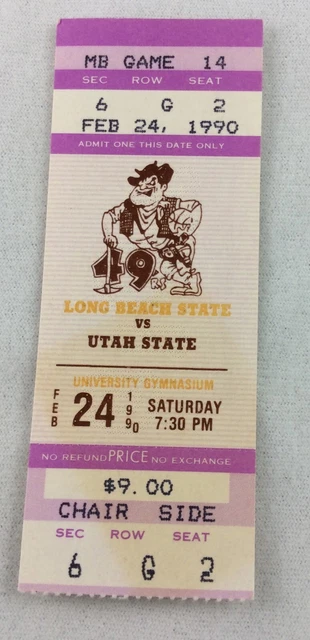 MB GAME 14
SEC ROW SEAT
6 G 2
FEB 24, 1990
ADMIT ONE THIS DATE ONLY
49RS
LONG BEACH STATE
VS
UTAH STATE
UNIVERSITY GYMNASIUM
FEB 24 1990 SATURDAY
7:30 PM
NO REFUND PRICE NO EXCHANGE
$9.00
CHAIR SIDE
SEC ROW SEAT
6 G 2